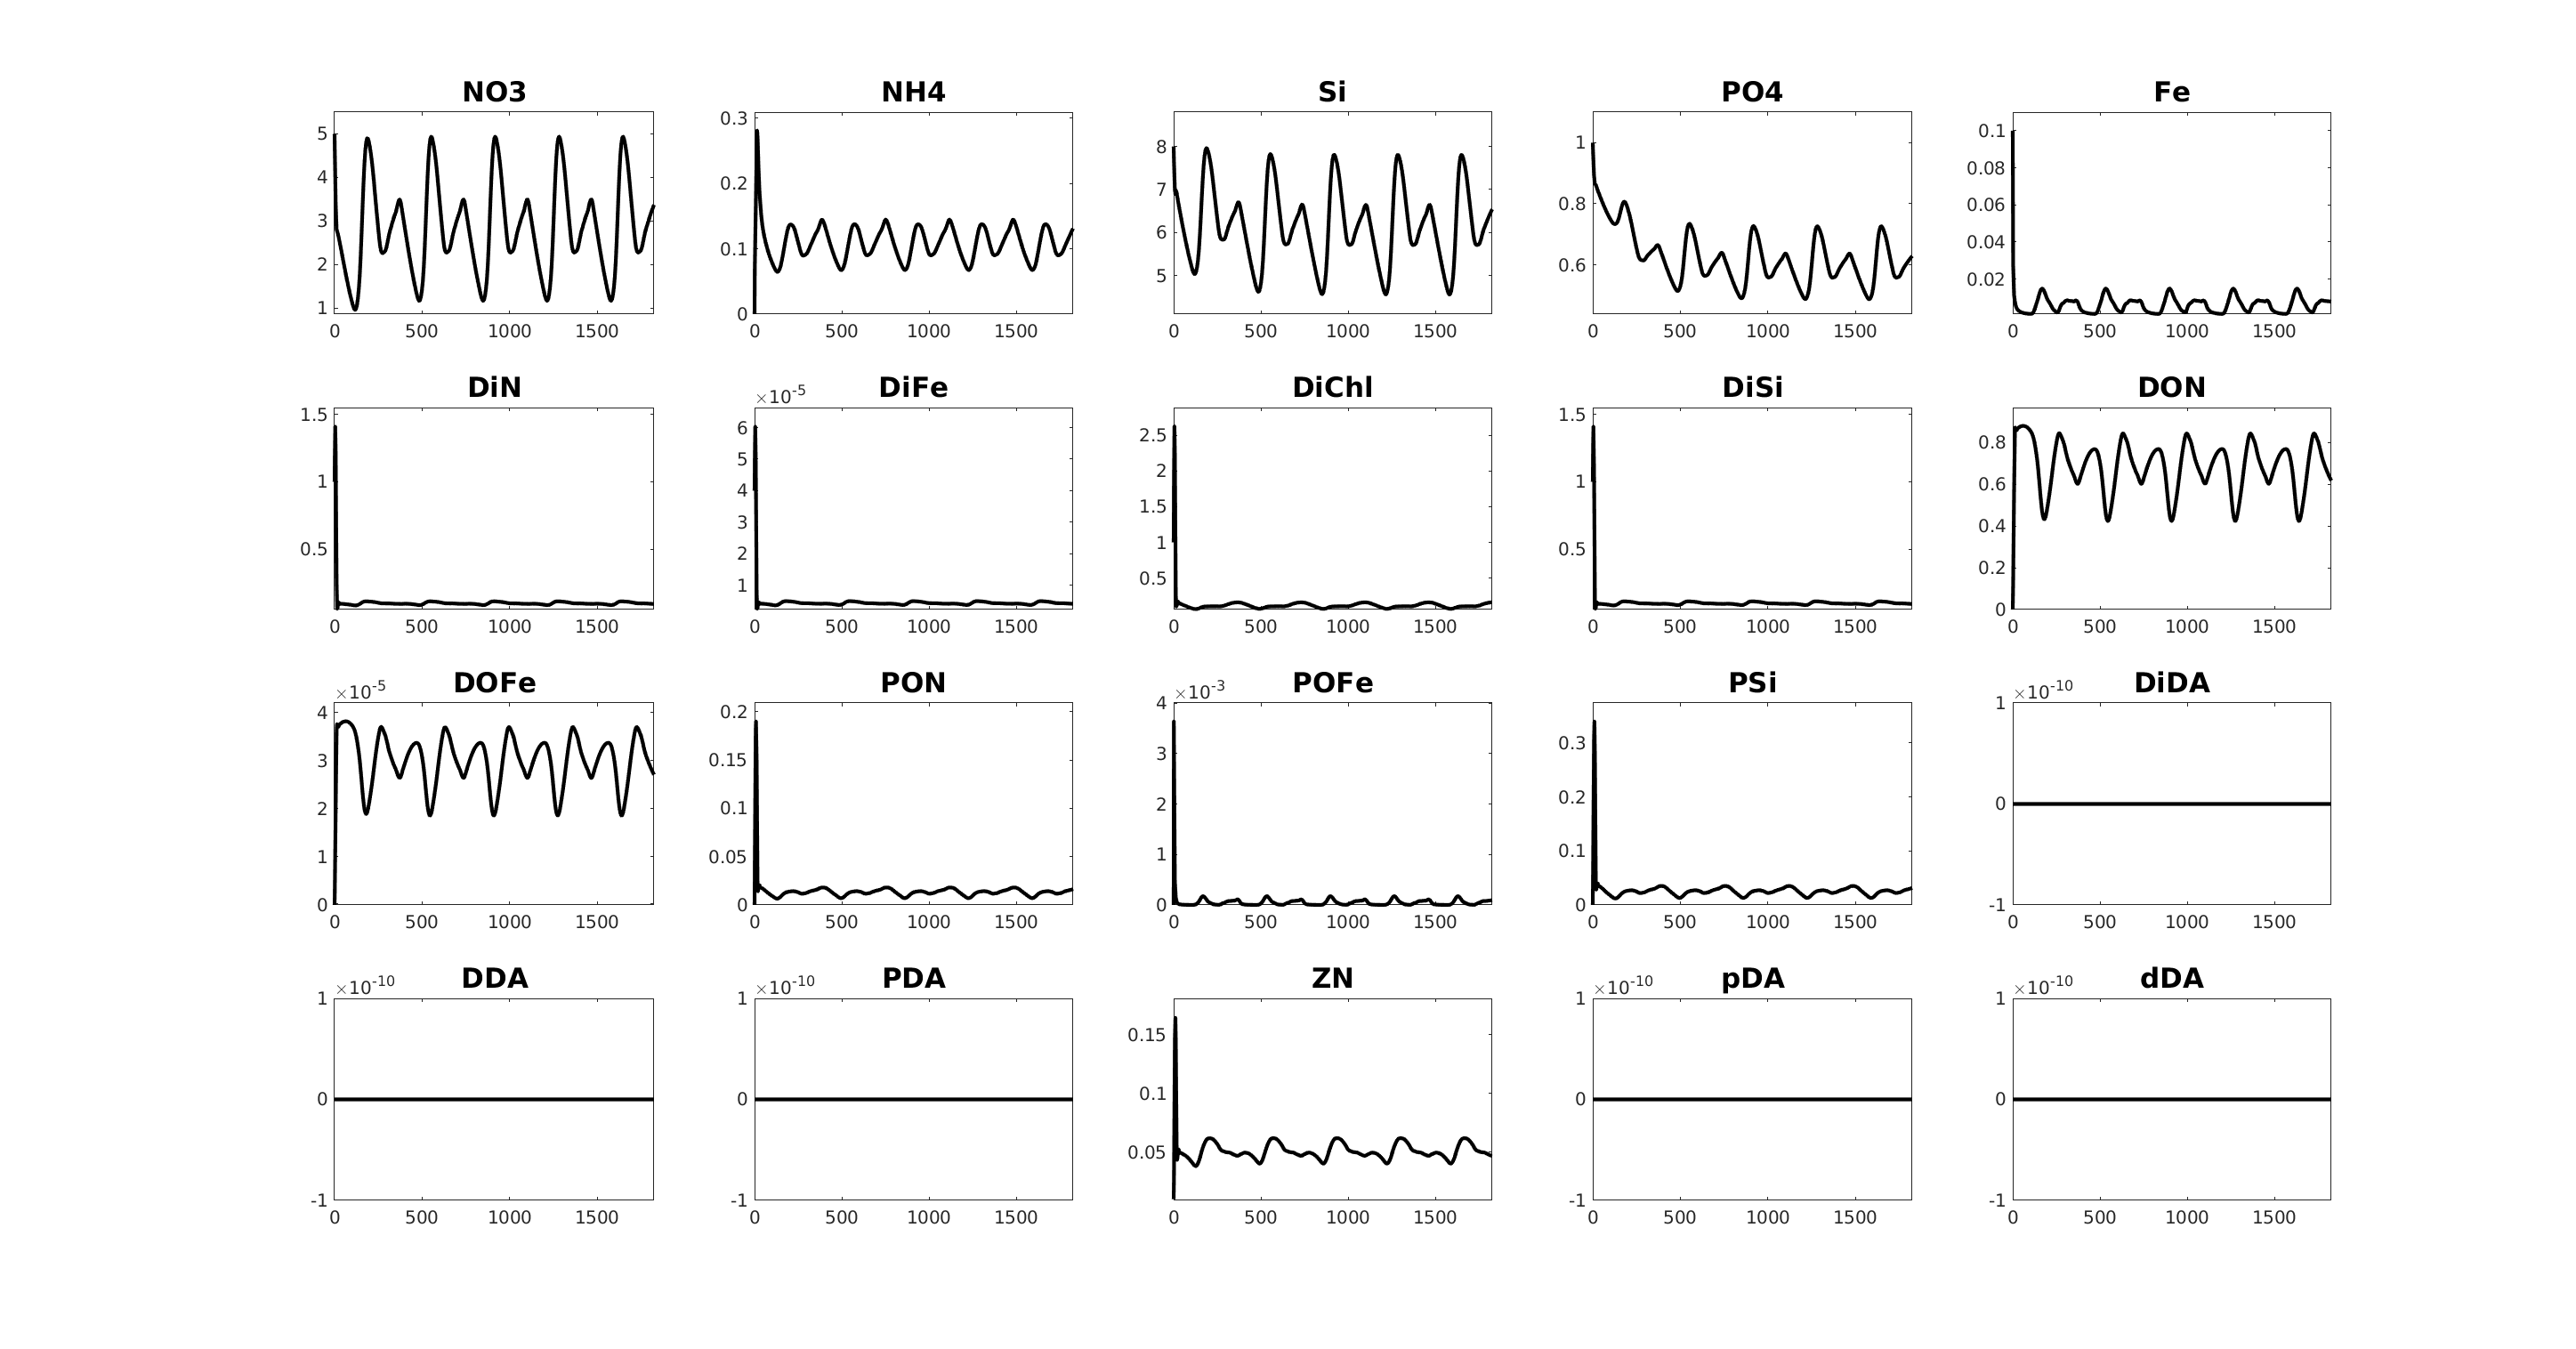 NO3 NH4 Si PO4 Fe
5 4 3 2 1 0.3 0.2 0.1 0 8 7 6 5 1 0.8 0.6 0.1 0.08 0.06 0.04 0.02
0 500 1000 1500 0 500 1000 1500 0 500 1000 1500 0 500 1000 1500 0 500 1000 1500
DiN DiFe DiChl DiSi DON
×10-5
1.5 1 0.5 6 5 4 3 2 1 2.5 2 1.5 1 0.5 1.5 1 0.5 0.8 0.6 0.4 0.2 0
0 500 1000 1500 0 500 1000 1500 0 500 1000 1500 0 500 1000 1500 0 500 1000 1500
DOFe PON POFe PSi DiDA
×10-5 ×10-3 ×10-10
4 3 2 1 0 0.2 0.15 0.1 0.05 0 4 3 2 1 0 0.3 0.2 0.1 0 1 0 -1
0 500 1000 1500 0 500 1000 1500 0 500 1000 1500 0 500 1000 1500 0 500 1000 1500
DDA PDA ZN pDA dDA
×10-10 ×10-10 ×10-10 ×10-10
1 0 -1 1 0 -1 0.15 0.1 0.05 1 0 -1 1 0 -1
0 500 1000 1500 0 500 1000 1500 0 500 1000 1500 0 500 1000 1500 0 500 1000 1500